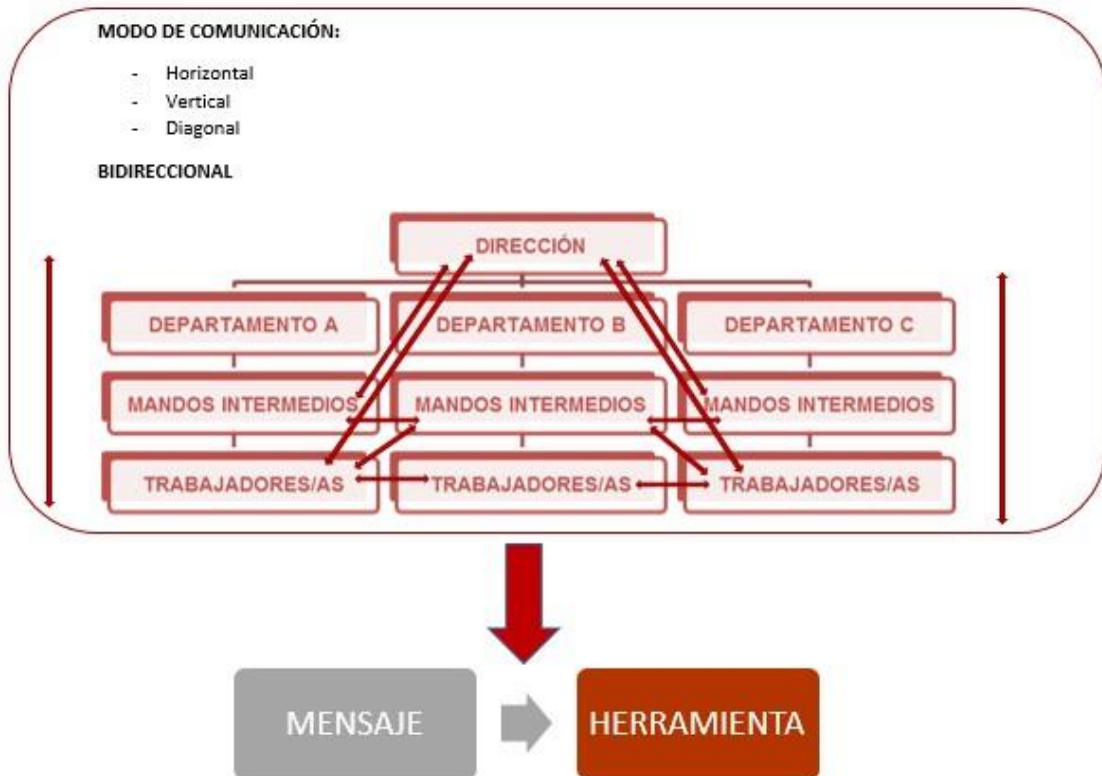 MODO DE COMUNICACIÓN:
- Horizontal
- Vertical
- Diagonal
BIDIRECCIONAL
DIRECCIÓN
DEPARTAMENTO A
DEPARTAMENTO B
DEPARTAMENTO C
MANDOS INTERMEDIOS
MANDOS INTERMEDIOS
MANDOS INTERMEDIOS
TRABAJADORES/AS
TRABAJADORES/AS
TRABAJADORES/AS
MENSAJE
HERRAMIENTA